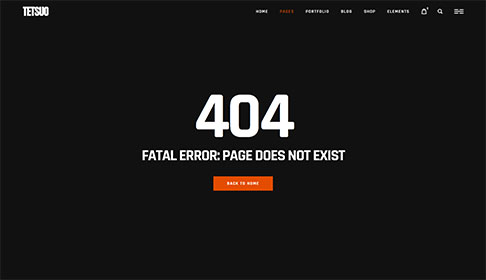 TETSUO
HOME PAGES PORTFOLIO BLOG SHOP ELEMENTS
404
FATAL ERROR: PAGE DOES NOT EXIST
BACK TO HOME